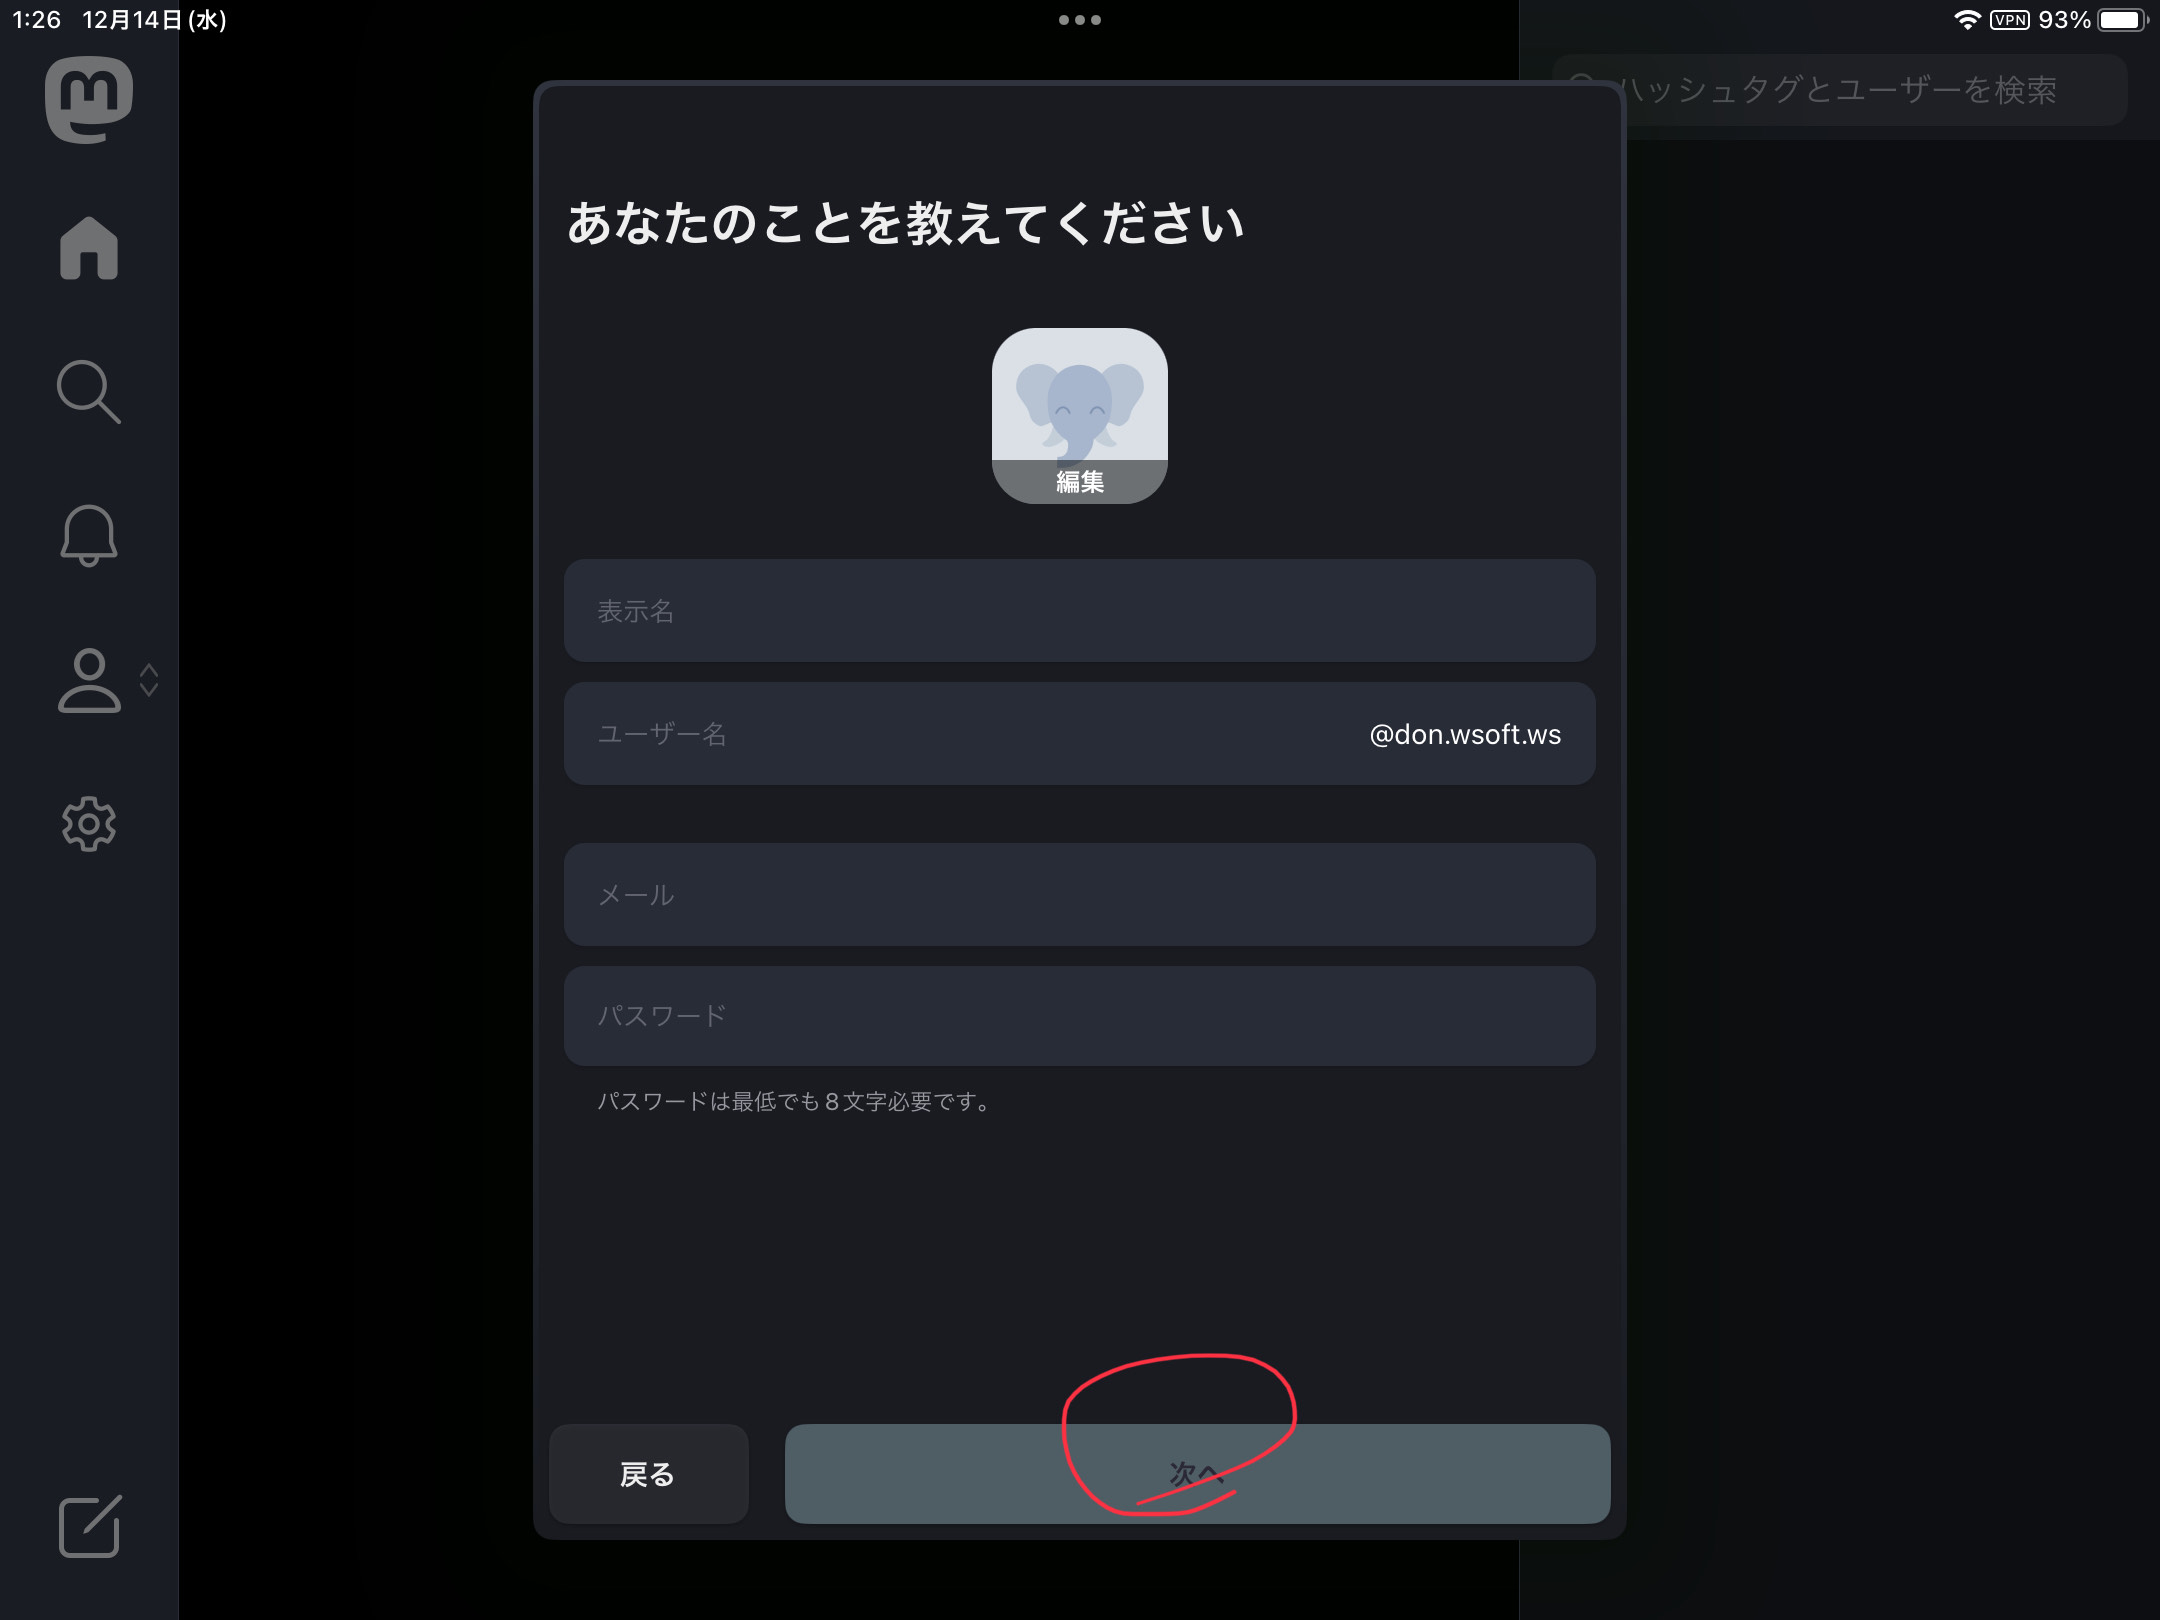 1:26 12月14日(水)
VPN 93%
ハッシュタグとユーザーを検索
あなたのことを教えてください
編集
表示名
ユーザー名 @don.wsoft.ws
メール
パスワード
パスワードは最低でも8文字必要です。
戻る 次へ